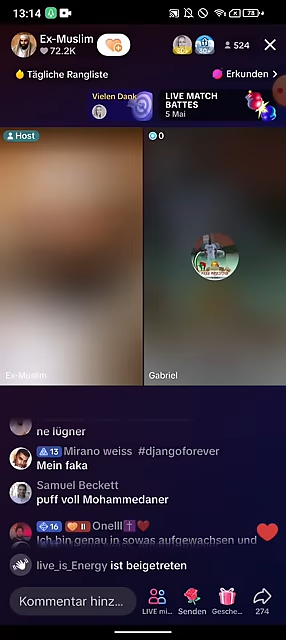 13:14
73
Ex-Muslim
72.2K
524
Tägliche Rangliste
Erkunden >
Vielen Dank
LIVE MATCH
BATTES
5 Mai
Host
0
Ex-Muslim
Gabriel
ne lügner
13 Mirano weiss #djangoforever
Mein faka
Samuel Beckett
puff voll Mohammedaner
16 II Onelll
Ich bin genau in sowas aufgewachsen und
live_is_Energy ist beigetreten
Kommentar hinz...
LIVE mi...
Senden
Gesche...
274